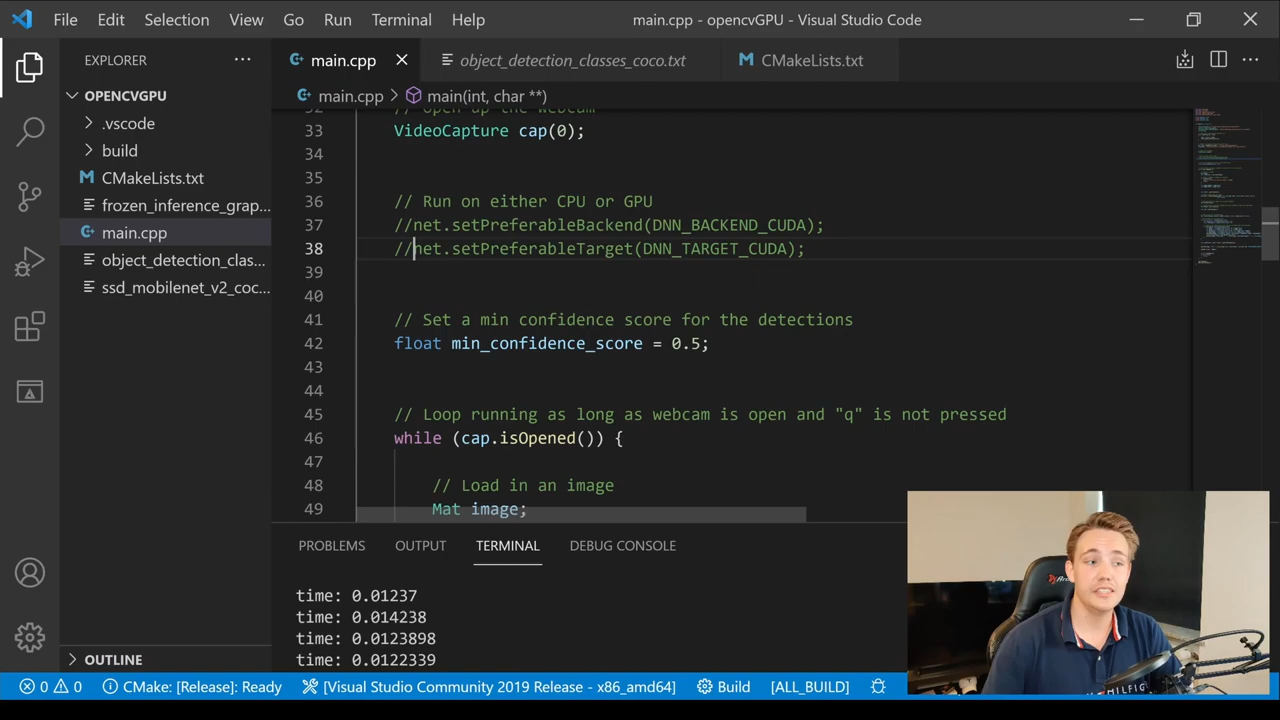 File Edit Selection View Go Run Terminal Help main.cpp - opencvGPU - Visual Studio Code
EXPLORER
main.cpp object_detection_classes_coco.txt CMakeLists.txt
OPENCVGPU
main.cpp > main(int, char **)
.vscode
build
CMakeLists.txt
frozen_inference_grap...
main.cpp
object_detection_clas...
ssd_mobilenet_v2_coc...
OUTLINE
32 // Open up the webcam
33 VideoCapture cap(0);
34
35
36 // Run on either CPU or GPU
37 //net.setPreferableBackend(DNN_BACKEND_CUDA);
38 //net.setPreferableTarget(DNN_TARGET_CUDA);
39
40
41 // Set a min confidence score for the detections
42 float min_confidence_score = 0.5;
43
44
45 // Loop running as long as webcam is open and "q" is not pressed
46 while (cap.isOpened()) {
47
48 // Load in an image
49 Mat image;
PROBLEMS OUTPUT TERMINAL DEBUG CONSOLE
time: 0.01237
time: 0.014238
time: 0.0123898
time: 0.0122339
0 0 CMake: [Release]: Ready [Visual Studio Community 2019 Release - x86_amd64] Build [ALL_BUILD]